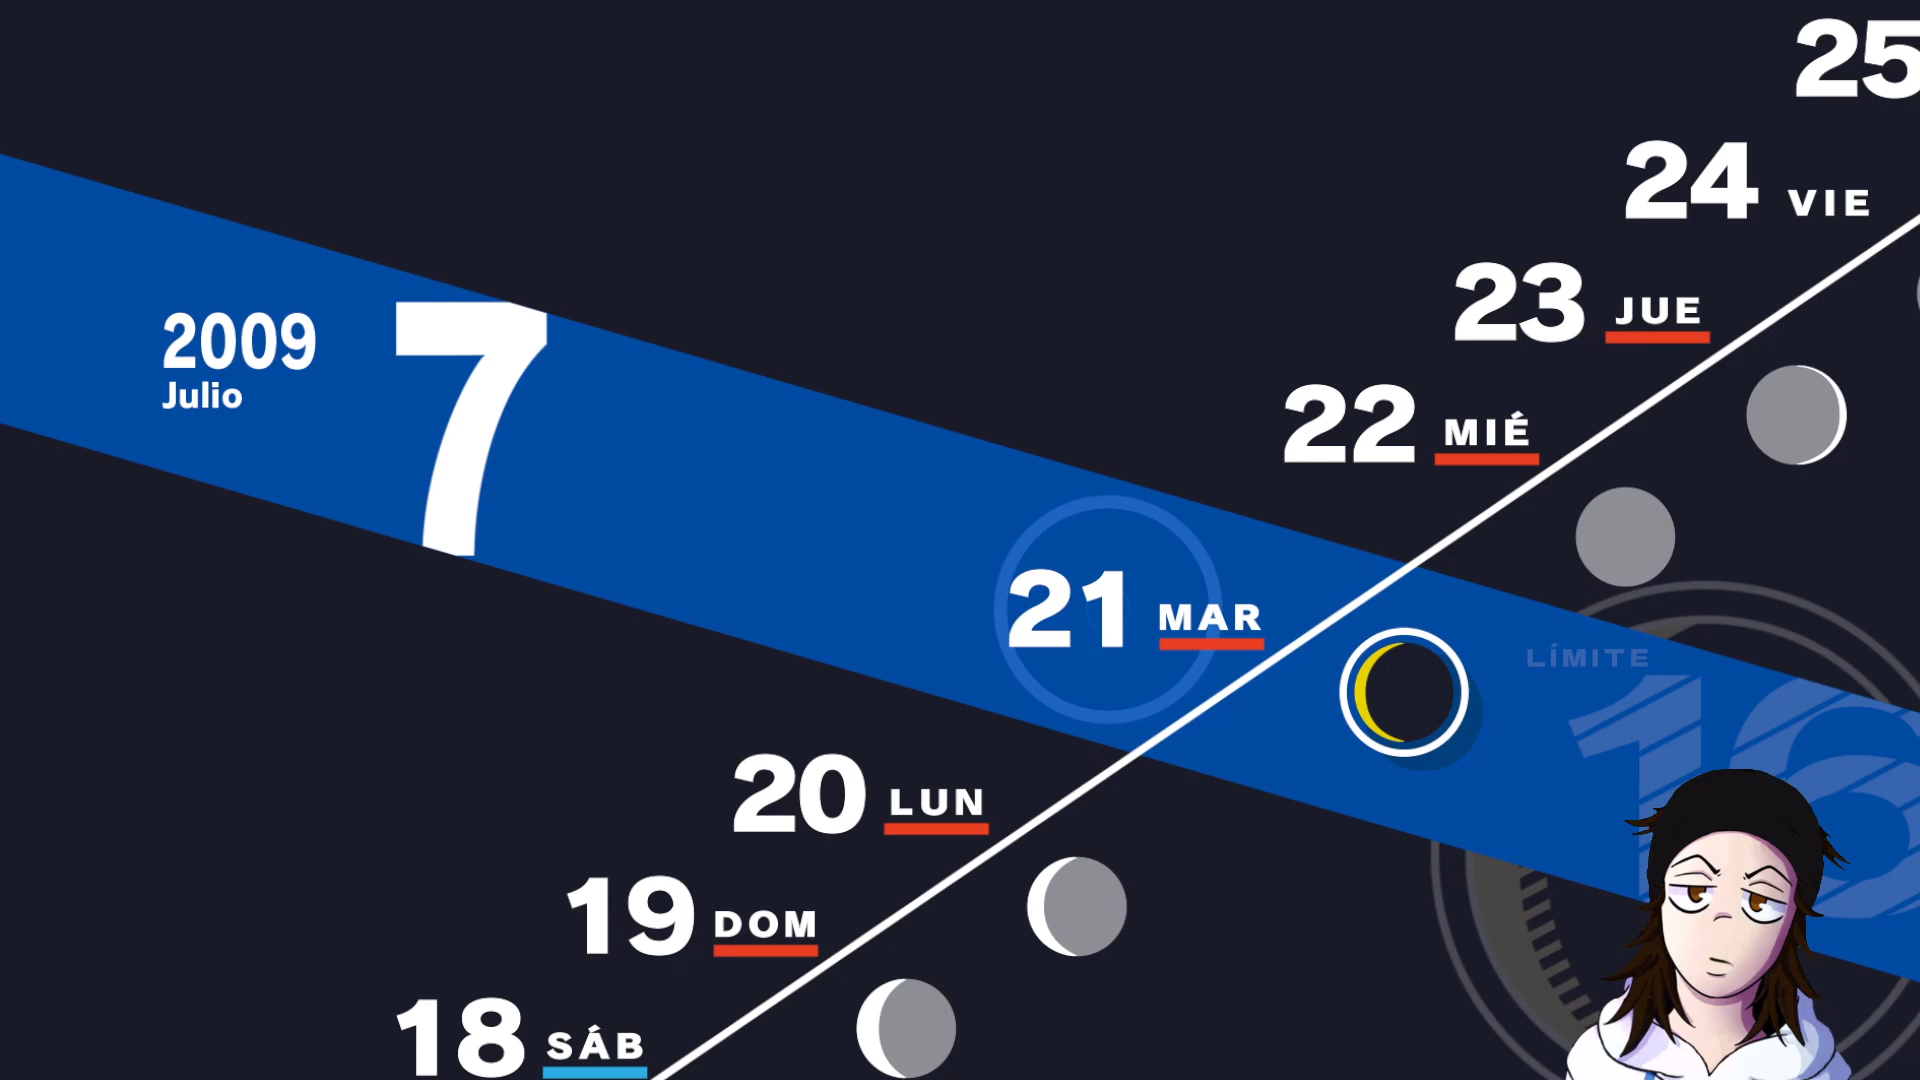 25
24 VIE
23 JUE
22 MIÉ
2009
Julio
7
21 MAR
LÍMITE
20 LUN
19 DOM
18 SÁB